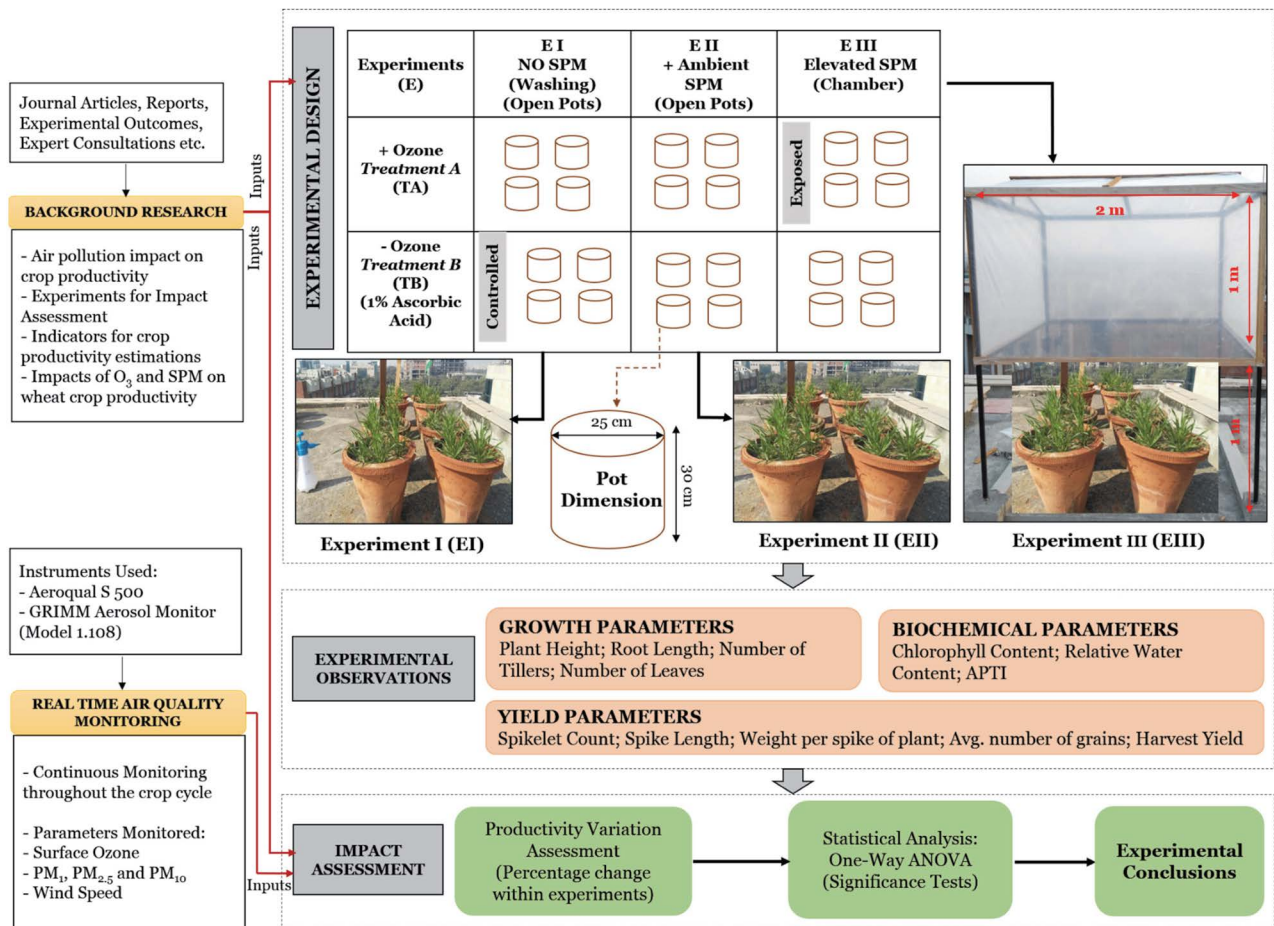 Journal Articles, Reports,
Experimental Outcomes,
Expert Consultations etc.
BACKGROUND RESEARCH
- Air pollution impact on
crop productivity
- Experiments for Impact
Assessment
- Indicators for crop
productivity estimations
- Impacts of O₃ and SPM on
wheat crop productivity
Inputs
Inputs
Instruments Used:
- Aeroqual S 500
- GRIMM Aerosol Monitor
(Model 1.108)
REAL TIME AIR QUALITY
MONITORING
- Continuous Monitoring
throughout the crop cycle
- Parameters Monitored:
- Surface Ozone
- PM₁, PM₂.₅ and PM₁₀
- Wind Speed
Inputs
EXPERIMENTAL DESIGN
Experiments
(E)
E I
NO SPM
(Washing)
(Open Pots)
E II
+ Ambient
SPM
(Open Pots)
E III
Elevated SPM
(Chamber)
+ Ozone
Treatment A
(TA)
Exposed
- Ozone
Treatment B
(TB)
(1% Ascorbic
Acid)
Controlled
25 cm
30 cm
Pot
Dimension
2 m
1 m
1 m
Experiment I (EI)
Experiment II (EII)
Experiment III (EIII)
EXPERIMENTAL
OBSERVATIONS
GROWTH PARAMETERS
Plant Height; Root Length; Number of
Tillers; Number of Leaves
BIOCHEMICAL PARAMETERS
Chlorophyll Content; Relative Water
Content; APTI
YIELD PARAMETERS
Spikelet Count; Spike Length; Weight per spike of plant; Avg. number of grains; Harvest Yield
IMPACT
ASSESSMENT
Productivity Variation
Assessment
(Percentage change
within experiments)
Statistical Analysis:
One-Way ANOVA
(Significance Tests)
Experimental
Conclusions